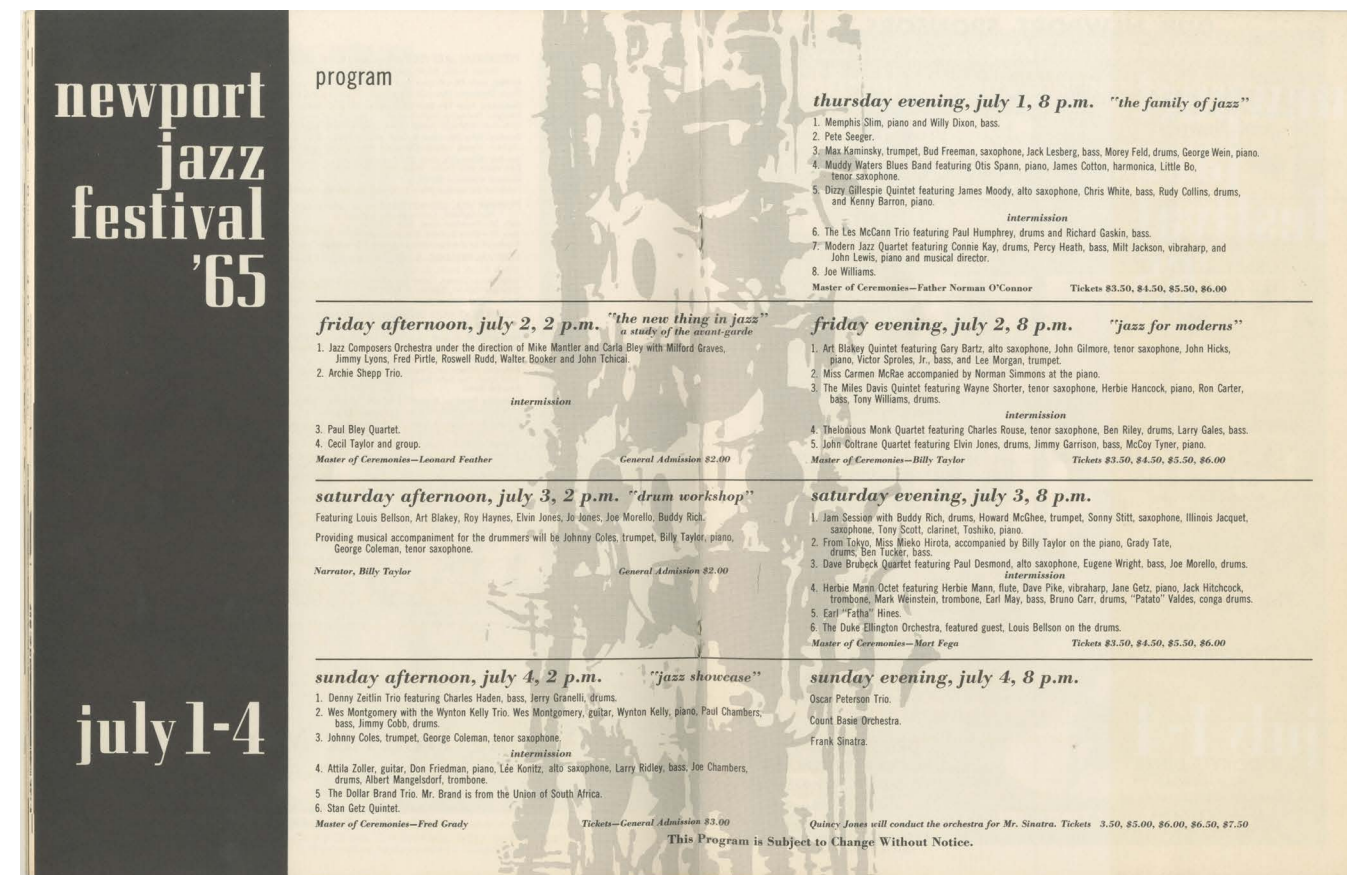 newport
jazz
festival
'65
july 1-4
program
thursday evening, july 1, 8 p.m. "the family of jazz"
1. Memphis Slim, piano and Willy Dixon, bass.
2. Pete Seeger.
3. Max Kaminsky, trumpet, Bud Freeman, saxophone, Jack Lesberg, bass, Morey Feld, drums, George Wein, piano.
4. Muddy Waters Blues Band featuring Otis Spann, piano, James Cotton, harmonica, Little Bo,
tenor saxophone.
5. Dizzy Gillespie Quintet featuring James Moody, alto saxophone, Chris White, bass, Rudy Collins, drums,
and Kenny Barron, piano.
intermission
6. The Les McCann Trio featuring Paul Humphrey, drums and Richard Gaskin, bass.
7. Modern Jazz Quartet featuring Connie Kay, drums, Percy Heath, bass, Milt Jackson, vibraharp, and
John Lewis, piano and musical director.
8. Joe Williams.
Master of Ceremonies—Father Norman O'Connor Tickets $3.50, $4.50, $5.50, $6.00
friday afternoon, july 2, 2 p.m. "the new thing in jazz"
a study of the avant-garde
1. Jazz Composers Orchestra under the direction of Mike Mantler and Carla Bley with Milford Graves,
Jimmy Lyons, Fred Pirtle, Roswell Rudd, Walter Booker and John Tchicai.
2. Archie Shepp Trio.
intermission
3. Paul Bley Quartet.
4. Cecil Taylor and group.
Master of Ceremonies—Leonard Feather General Admission $2.00
friday evening, july 2, 8 p.m. "jazz for moderns"
1. Art Blakey Quintet featuring Gary Bartz, alto saxophone, John Gilmore, tenor saxophone, John Hicks,
piano, Victor Sproles, Jr., bass, and Lee Morgan, trumpet.
2. Miss Carmen McRae accompanied by Norman Simmons at the piano.
3. The Miles Davis Quintet featuring Wayne Shorter, tenor saxophone, Herbie Hancock, piano, Ron Carter,
bass, Tony Williams, drums.
intermission
4. Thelonious Monk Quartet featuring Charles Rouse, tenor saxophone, Ben Riley, drums, Larry Gales, bass.
5. John Coltrane Quartet featuring Elvin Jones, drums, Jimmy Garrison, bass, McCoy Tyner, piano.
Master of Ceremonies—Billy Taylor Tickets $3.50, $4.50, $5.50, $6.00
saturday afternoon, july 3, 2 p.m. "drum workshop"
Featuring Louis Bellson, Art Blakey, Roy Haynes, Elvin Jones, Jo Jones, Joe Morello, Buddy Rich.
Providing musical accompaniment for the drummers will be Johnny Coles, trumpet, Billy Taylor, piano,
George Coleman, tenor saxophone.
Narrator, Billy Taylor General Admission $2.00
saturday evening, july 3, 8 p.m.
1. Jam Session with Buddy Rich, drums, Howard McGhee, trumpet, Sonny Stitt, saxophone, Illinois Jacquet,
saxophone, Tony Scott, clarinet, Toshiko, piano.
2. From Tokyo, Miss Mieko Hirota, accompanied by Billy Taylor on the piano, Grady Tate,
drums, Ben Tucker, bass.
3. Dave Brubeck Quartet featuring Paul Desmond, alto saxophone, Eugene Wright, bass, Joe Morello, drums.
intermission
4. Herbie Mann Octet featuring Herbie Mann, flute, Dave Pike, vibraharp, Jane Getz, piano, Jack Hitchcock,
trombone, Mark Weinstein, trombone, Earl May, bass, Bruno Carr, drums, "Patato" Valdes, conga drums.
5. Earl "Fatha" Hines.
6. The Duke Ellington Orchestra, featured guest, Louis Bellson on the drums.
Master of Ceremonies—Mort Fega Tickets $3.50, $4.50, $5.50, $6.00
sunday afternoon, july 4, 2 p.m. "jazz showcase"
1. Denny Zeitlin Trio featuring Charles Haden, bass, Jerry Granelli, drums.
2. Wes Montgomery with the Wynton Kelly Trio. Wes Montgomery, guitar, Wynton Kelly, piano, Paul Chambers,
bass, Jimmy Cobb, drums.
3. Johnny Coles, trumpet, George Coleman, tenor saxophone.
intermission
4. Attila Zoller, guitar, Don Friedman, piano, Lee Konitz, alto saxophone, Larry Ridley, bass, Joe Chambers,
drums, Albert Mangelsdorf, trombone.
5 The Dollar Brand Trio. Mr. Brand is from the Union of South Africa.
6. Stan Getz Quintet.
Master of Ceremonies—Fred Grady Tickets—General Admission $3.00
sunday evening, july 4, 8 p.m.
Oscar Peterson Trio.
Count Basie Orchestra.
Frank Sinatra.
Quincy Jones will conduct the orchestra for Mr. Sinatra. Tickets 3.50, $5.00, $6.00, $6.50, $7.50
This Program is Subject to Change Without Notice.